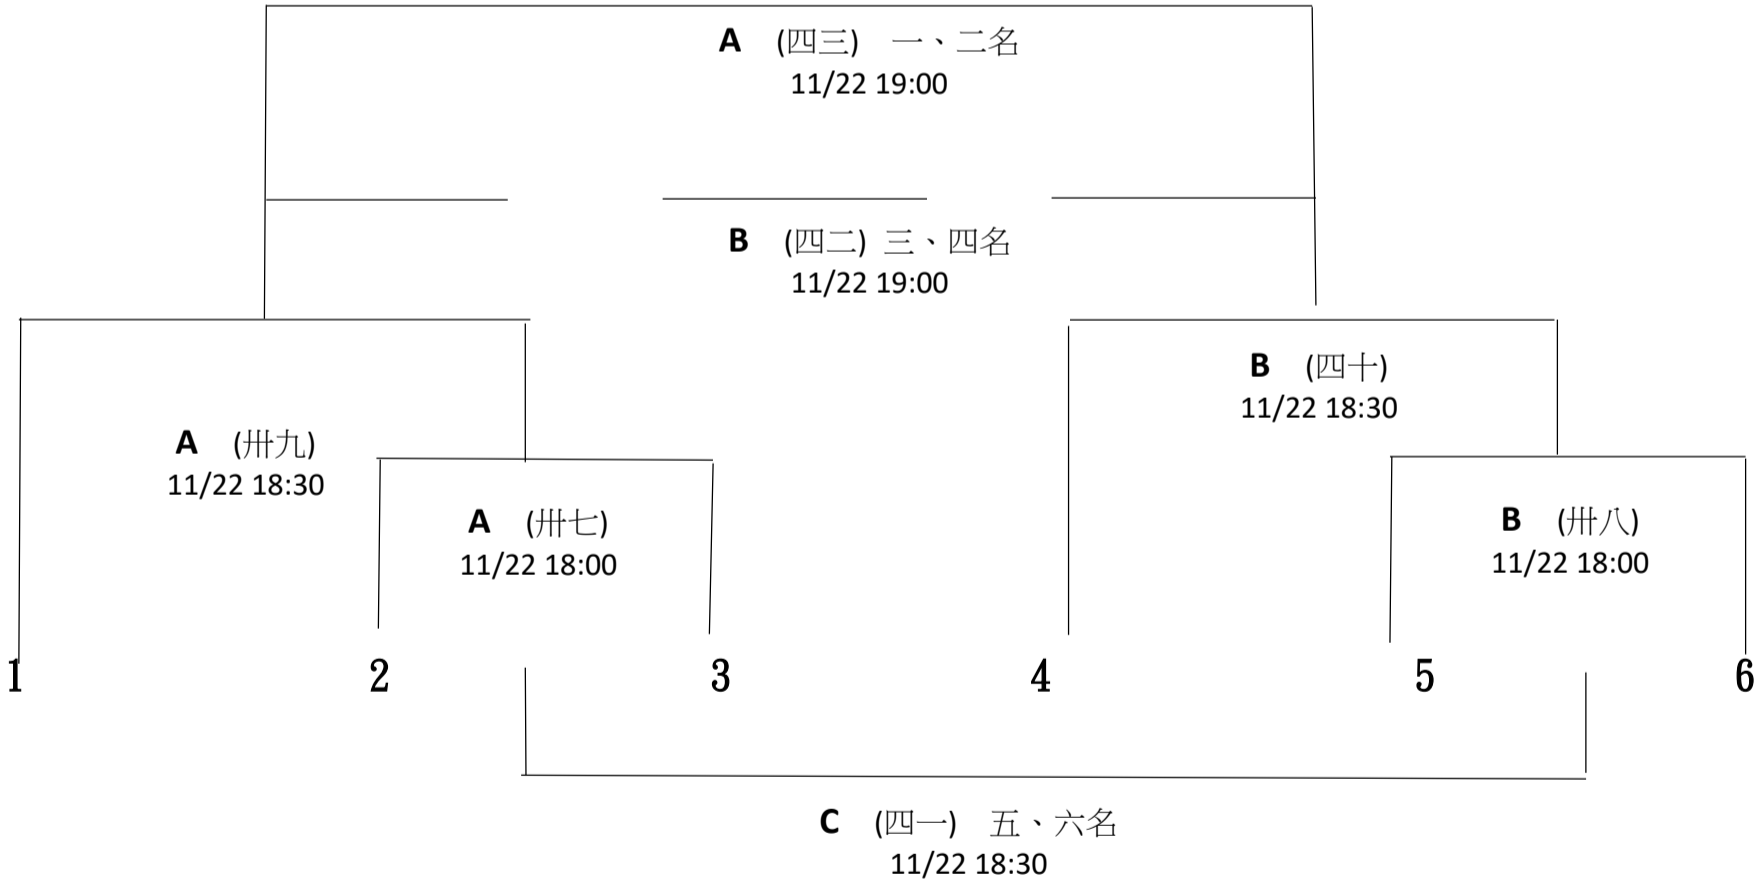 A (四三) 一、二名
11/22 19:00
B (四二) 三、四名
11/22 19:00
B (四十)
11/22 18:30
A (卅九)
11/22 18:30
A (卅七)
11/22 18:00
B (卅八)
11/22 18:00
1 2 3 4 5 6
C (四一) 五、六名
11/22 18:30